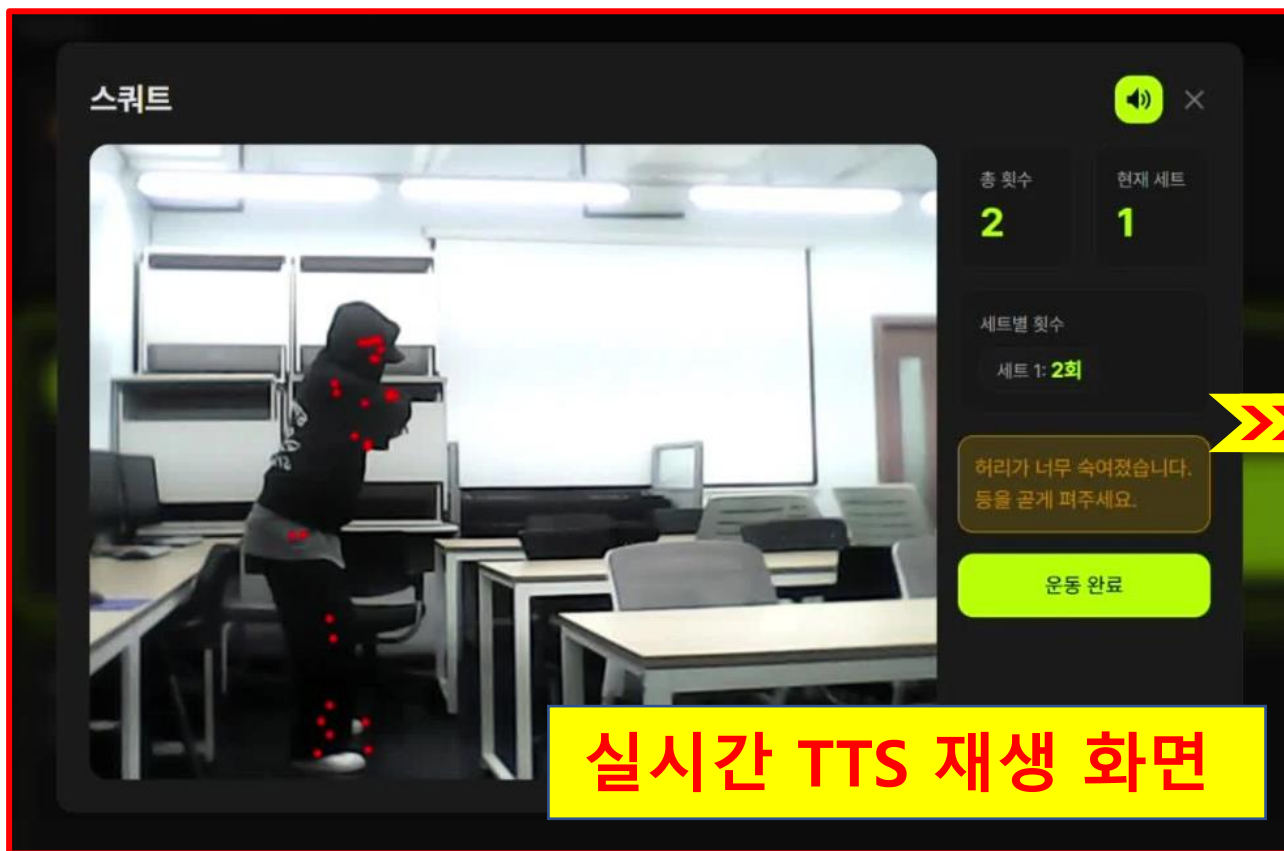 스쿼트
총 횟수
현재 세트
2
1
세트별 횟수
세트 1: 2회
허리가 너무 숙여졌습니다.
등을 곧게 펴주세요.
운동 완료
실시간 TTS 재생 화면